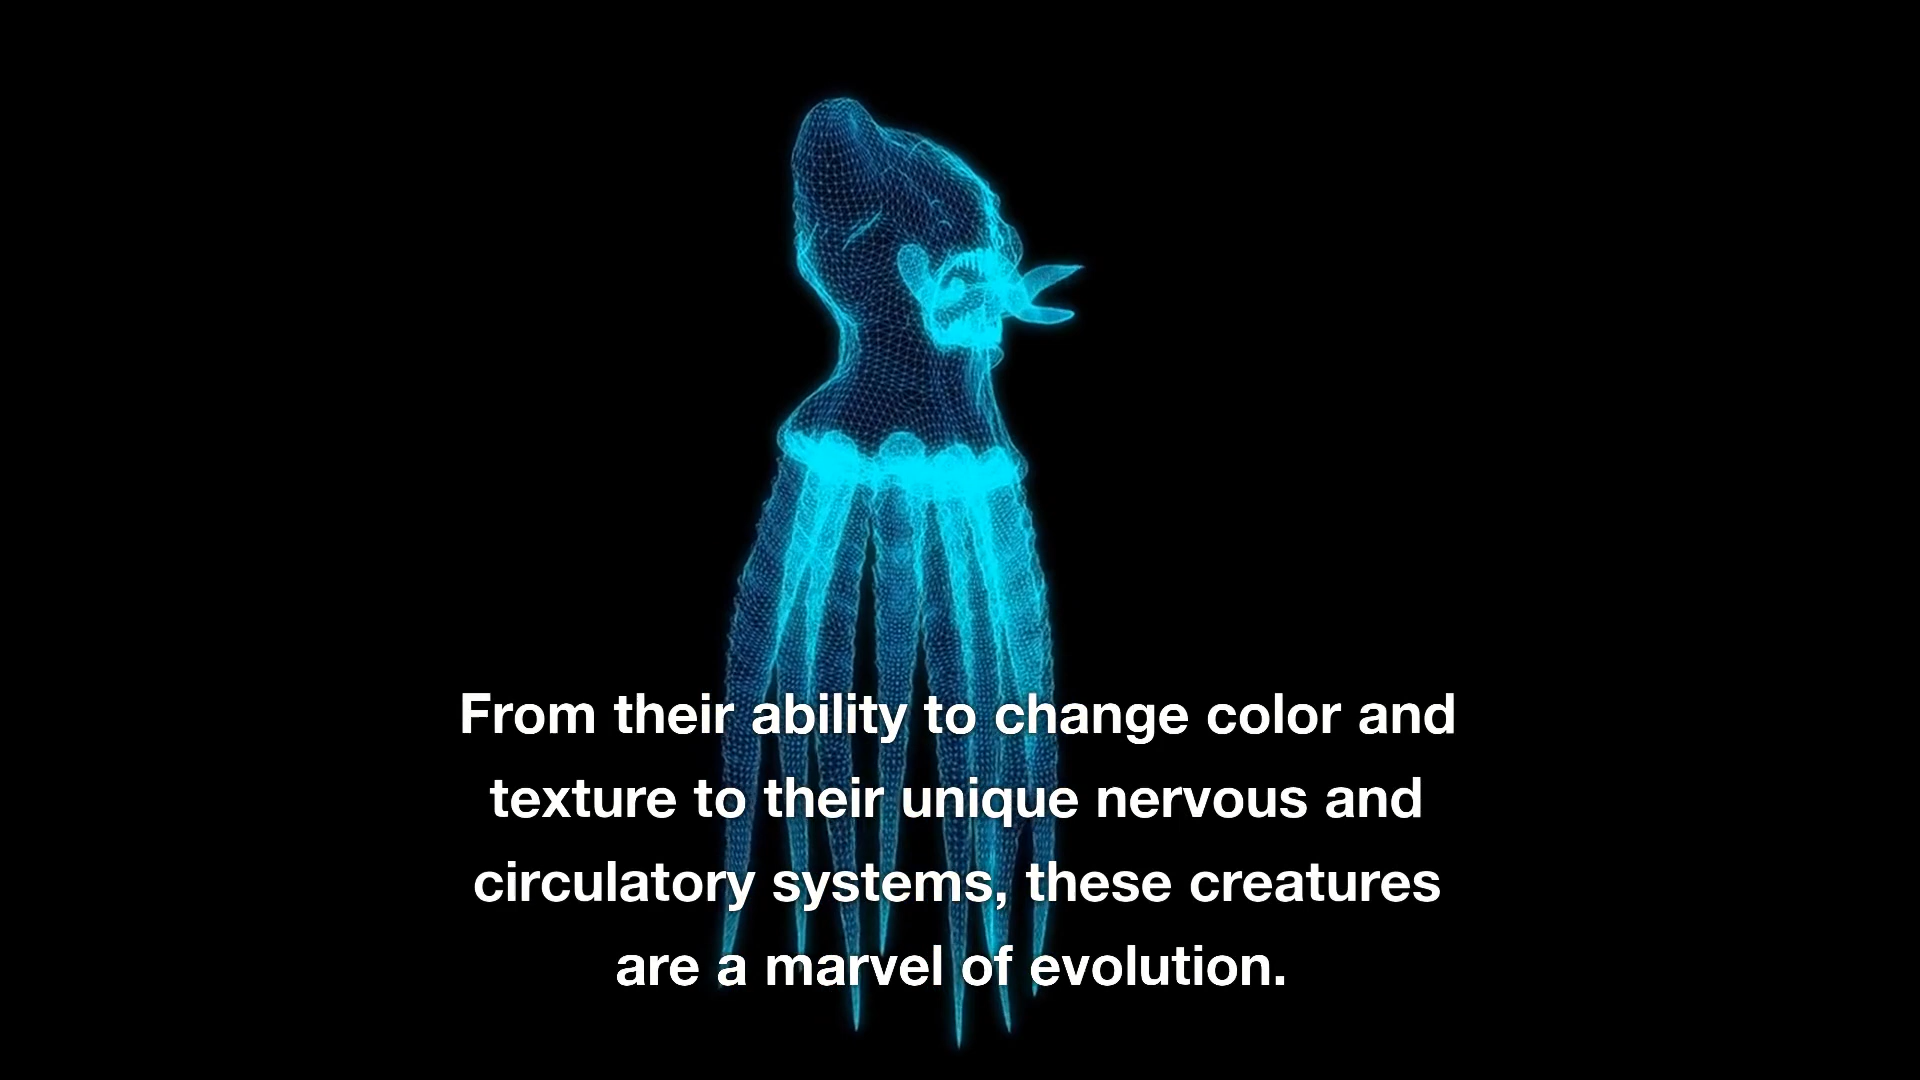 From their ability to change color and
texture to their unique nervous and
circulatory systems, these creatures
are a marvel of evolution.